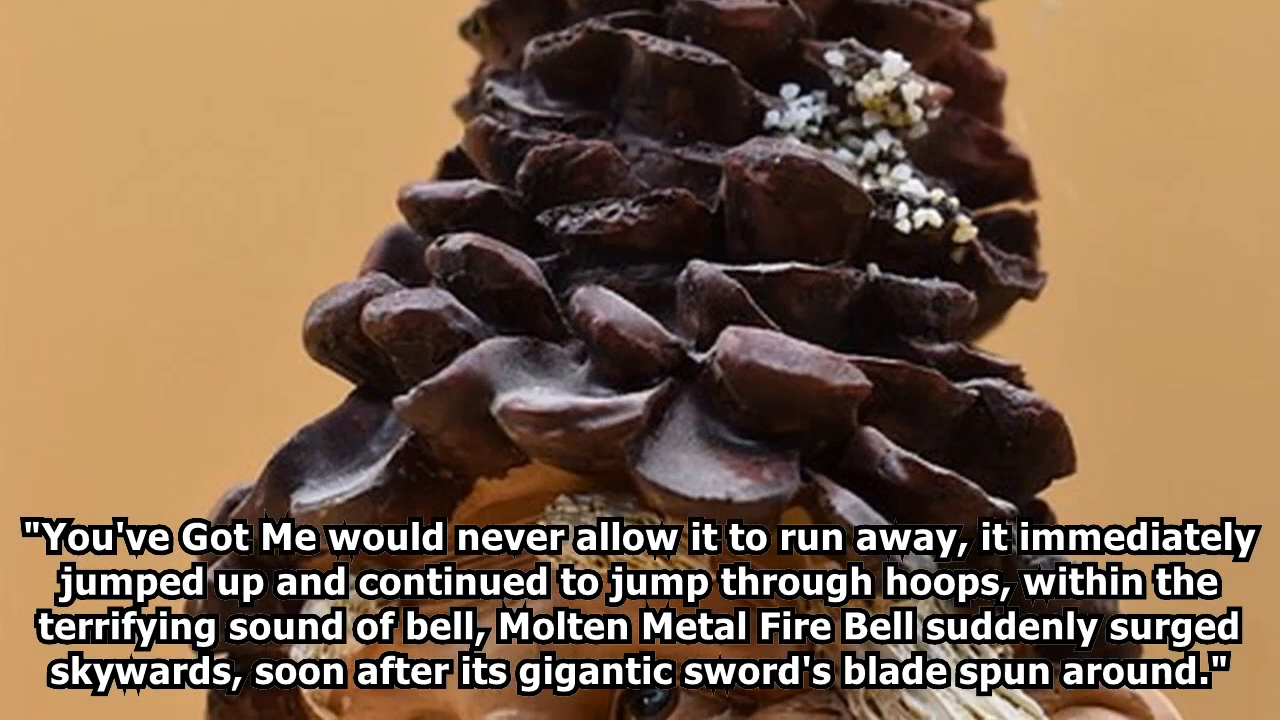 "You've Got Me would never allow it to run away, it immediately
jumped up and continued to jump through hoops, within the
terrifying sound of bell, Molten Metal Fire Bell suddenly surged
skywards, soon after its gigantic sword's blade spun around."